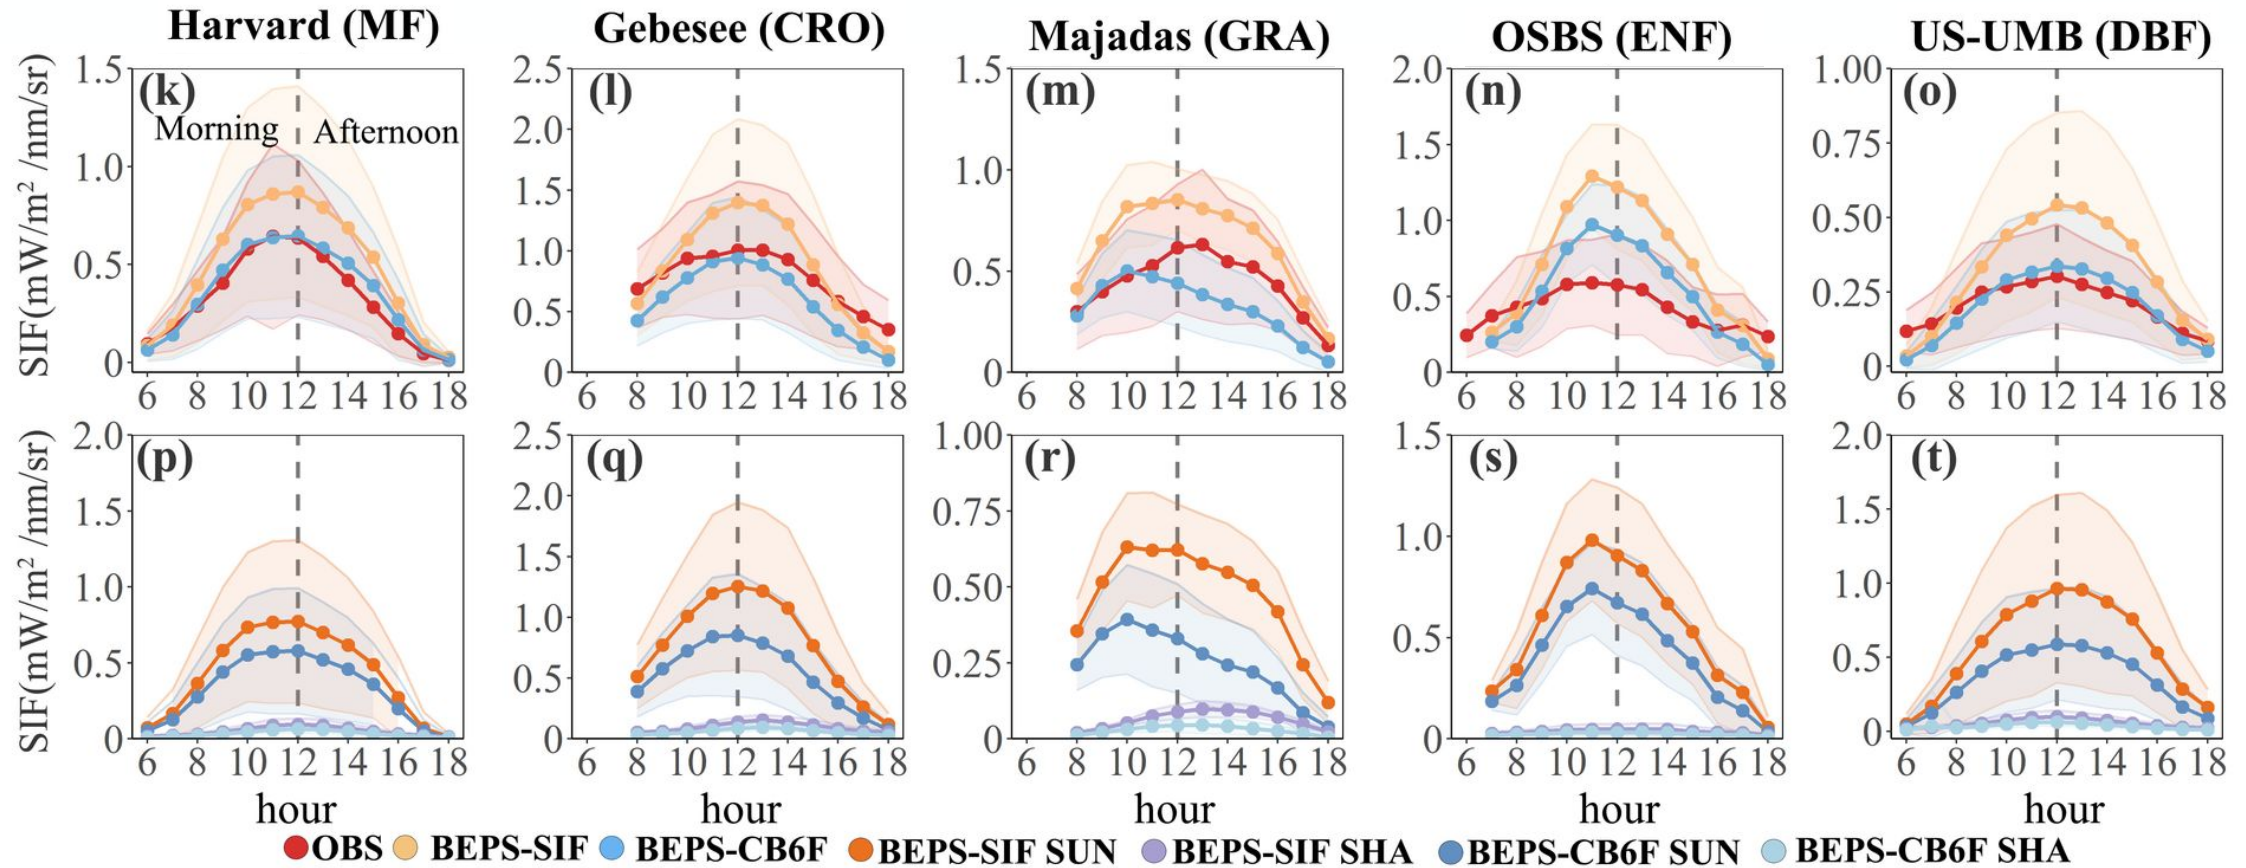 Harvard (MF) Gebesee (CRO) Majadas (GRA) OSBS (ENF) US-UMB (DBF)
SIF(mW/m² /nm/sr)
(k) (l) (m) (n) (o)
Morning Afternoon
1.5 1.0 0.5 0
2.5 2.0 1.5 1.0 0.5 0
1.5 1.0 0.5 0
2.0 1.5 1.0 0.5 0
1.00 0.75 0.50 0.25 0
6 8 10 12 14 16 18 6 8 10 12 14 16 18 6 8 10 12 14 16 18 6 8 10 12 14 16 18 6 8 10 12 14 16 18
SIF(mW/m² /nm/sr)
(p) (q) (r) (s) (t)
2.0 1.5 1.0 0.5 0
2.5 2.0 1.5 1.0 0.5 0
1.00 0.75 0.50 0.25 0
1.5 1.0 0.5 0
2.0 1.5 1.0 0.5 0
6 8 10 12 14 16 18 6 8 10 12 14 16 18 6 8 10 12 14 16 18 6 8 10 12 14 16 18 6 8 10 12 14 16 18
hour hour hour hour hour
OBS BEPS-SIF BEPS-CB6F BEPS-SIF SUN BEPS-SIF SHA BEPS-CB6F SUN BEPS-CB6F SHA